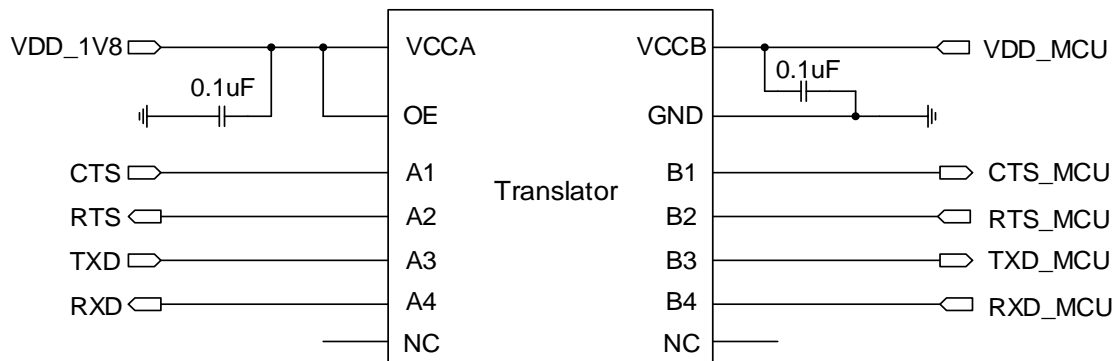 VDD_1V8 VCCA VCCB VDD_MCU
0.1uF 0.1uF
OE GND
CTS A1 B1 CTS_MCU
Translator
RTS A2 B2 RTS_MCU
TXD A3 B3 TXD_MCU
RXD A4 B4 RXD_MCU
NC NC